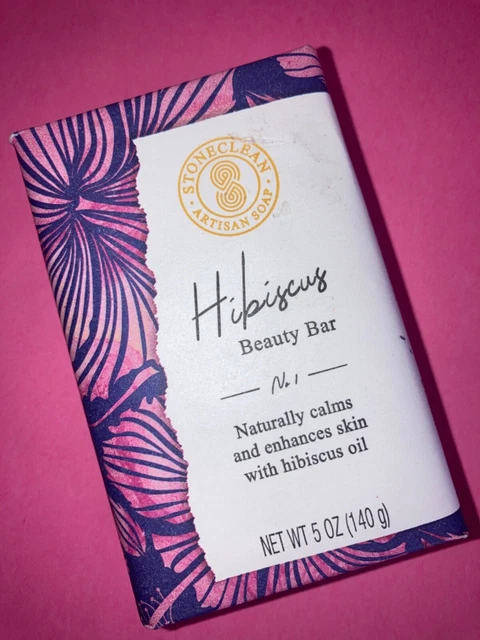 STONECLEAN
· ARTISAN SOAP ·
Hibiscus
Beauty Bar
No.1
Naturally calms
and enhances skin
with hibiscus oil
NET WT 5 OZ (140 g)